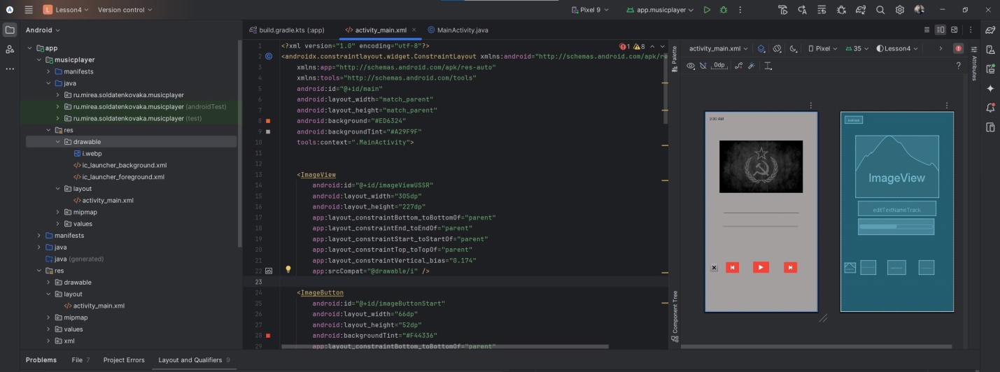 L Lesson4
Version control
Pixel 9
app.musicplayer
Android
build.gradle.kts (:app)
activity_main.xml
MainActivity.java
app
musicplayer
manifests
java
ru.mirea.soldatenkovaka.musicplayer
ru.mirea.soldatenkovaka.musicplayer (androidTest)
ru.mirea.soldatenkovaka.musicplayer (test)
res
drawable
i.webp
ic_launcher_background.xml
ic_launcher_foreground.xml
layout
activity_main.xml
mipmap
values
manifests
java
java (generated)
res
drawable
layout
activity_main.xml
mipmap
values
xml
1 <?xml version="1.0" encoding="utf-8"?>
2 <androidx.constraintlayout.widget.ConstraintLayout xmlns:android="http://schemas.android.com/apk/re
3 xmlns:app="http://schemas.android.com/apk/res-auto"
4 xmlns:tools="http://schemas.android.com/tools"
5 android:id="@+id/main"
6 android:layout_width="match_parent"
7 android:layout_height="match_parent"
8 android:background="#ED6324"
9 android:backgroundTint="#A29F9F"
10 tools:context=".MainActivity">
11
12
13 <ImageView
14 android:id="@+id/imageViewUSSR"
15 android:layout_width="305dp"
16 android:layout_height="227dp"
17 app:layout_constraintBottom_toBottomOf="parent"
18 app:layout_constraintEnd_toEndOf="parent"
19 app:layout_constraintStart_toStartOf="parent"
20 app:layout_constraintTop_toTopOf="parent"
21 app:layout_constraintVertical_bias="0.174"
22 app:srcCompat="@drawable/i" />
23
24 <ImageButton
25 android:id="@+id/imageButtonStart"
26 android:layout_width="66dp"
27 android:layout_height="52dp"
28 android:backgroundTint="#F44336"
29 app:layout_constraintBottom_toBottomOf="parent"
1 8
Palette
Component Tree
activity_main.xml
Pixel
35
Lesson4
0dp
?
Attributes
ImageView
editTextNameTrack
Problems
File 7
Project Errors
Layout and Qualifiers 9